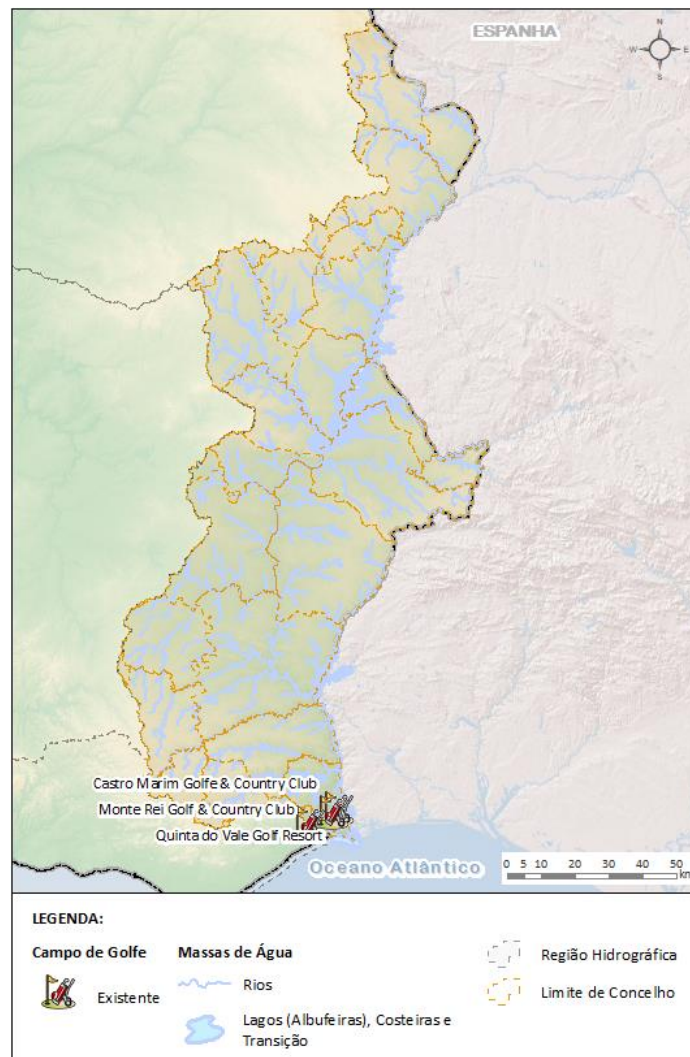 ESPANHA
N
W
E
S
Castro Marim Golfe & Country Club
Monte Rei Golf & Country Club
Quinta do Vale Golf Resort
Oceano Atlântico
0 5 10 20 30 40 50
km
LEGENDA:
Campo de Golfe
Existente
Massas de Água
Rios
Lagos (Albufeiras), Costeiras e
Transição
Região Hidrográfica
Limite de Concelho